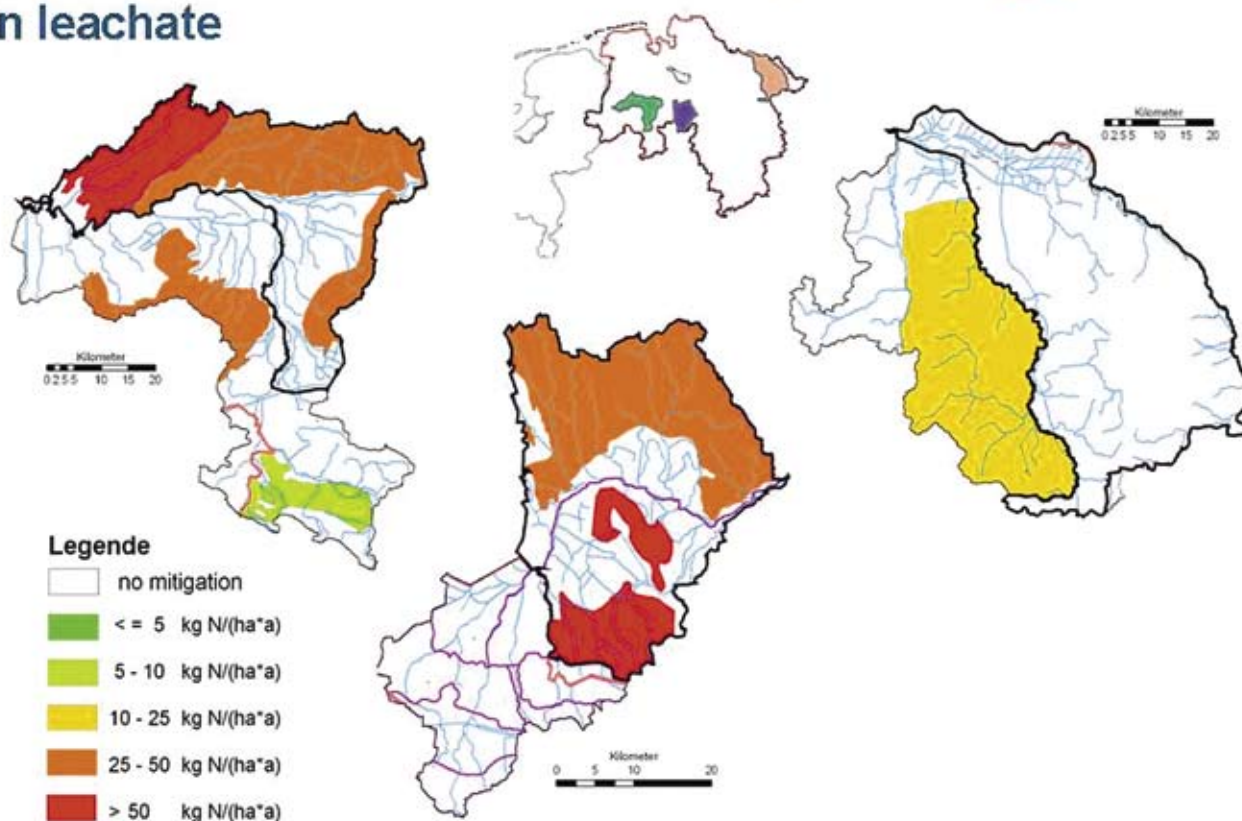 n leachate
Kilometer
0 2,5 5 10 15 20
Kilometer
0 2,5 5 10 15 20
Legende
no mitigation
< = 5 kg N/(ha*a)
5 - 10 kg N/(ha*a)
10 - 25 kg N/(ha*a)
25 - 50 kg N/(ha*a)
> 50 kg N/(ha*a)
Kilometer
0 5 10 20